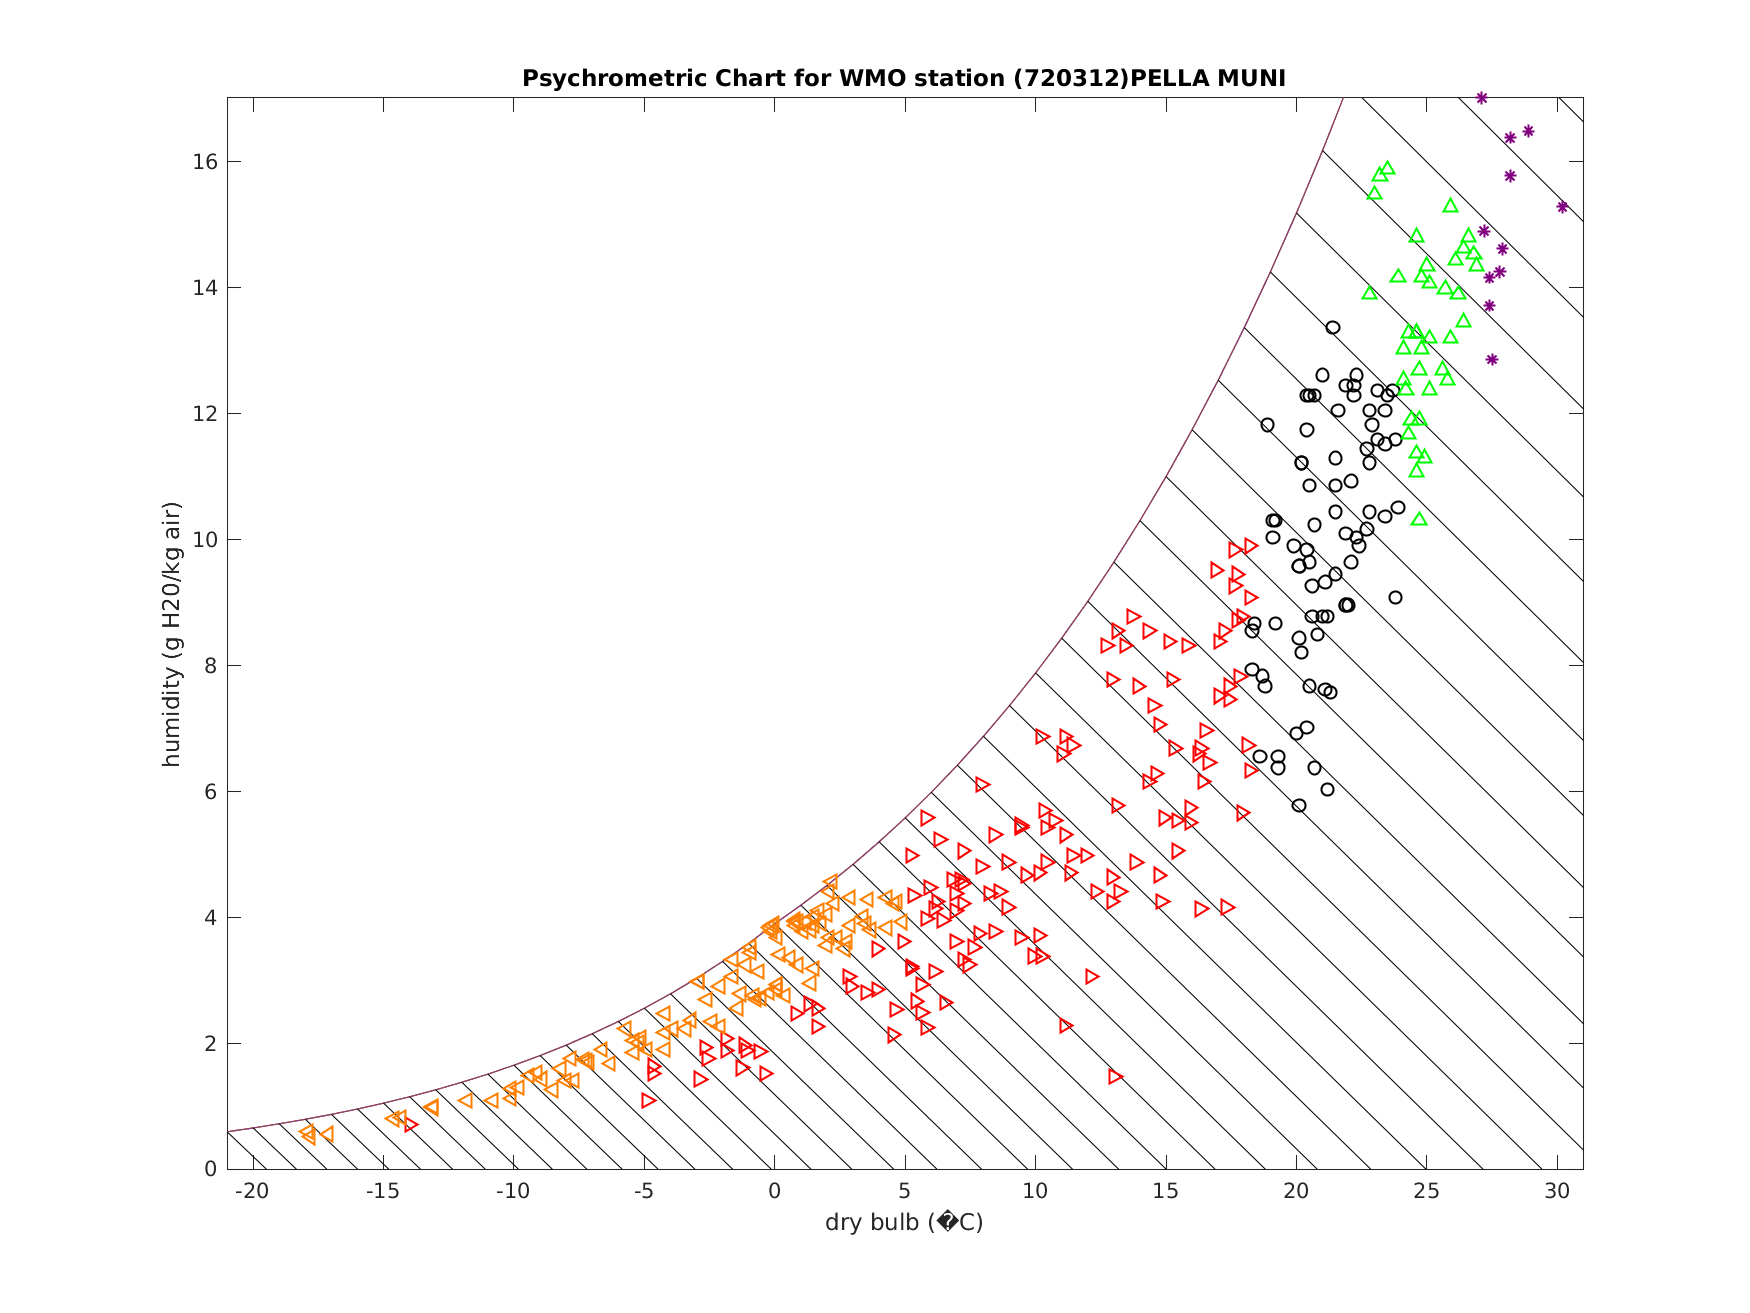 Psychrometric Chart for WMO station (720312)PELLA MUNI
humidity (g H20/kg air)
16
14
12
10
8
6
4
2
0
-20 -15 -10 -5 0 5 10 15 20 25 30
dry bulb (�C)